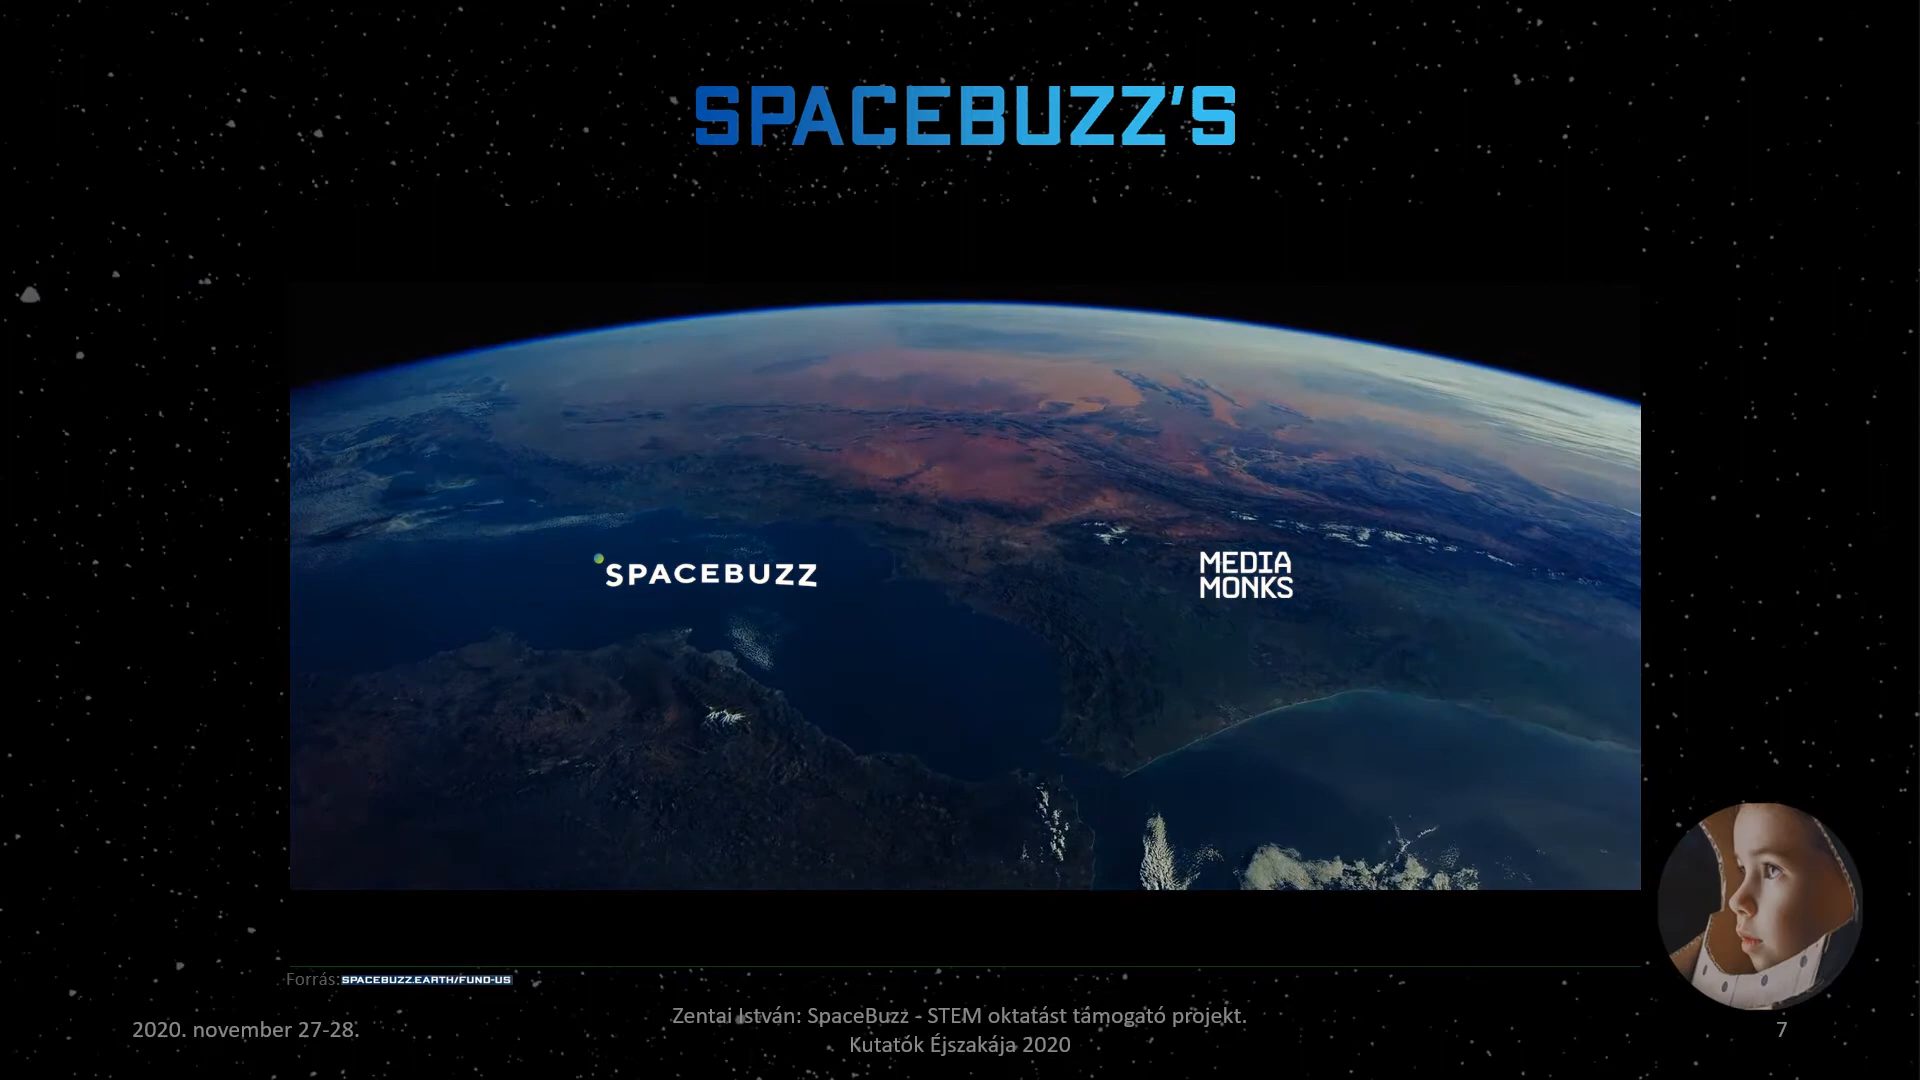 SPACEBUZZ'S
SPACEBUZZ
MEDIA
MONKS
Forrás:SPACEBUZZ.EARTH/FUND-US
2020. november 27-28.
Zentai István: SpaceBuzz - STEM oktatást támogató projekt.
Kutatók Éjszakája 2020
7